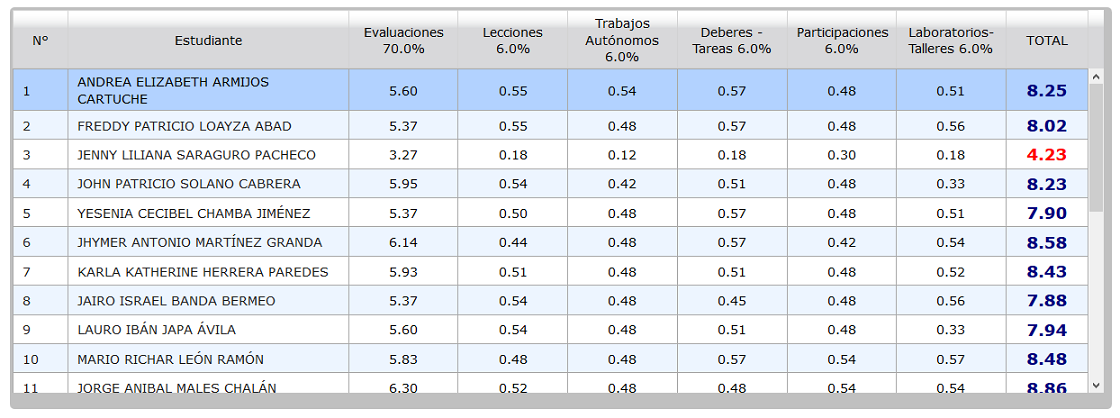 N° Estudiante Evaluaciones 70.0% Lecciones 6.0% Trabajos Autónomos 6.0% Deberes - Tareas 6.0% Participaciones 6.0% Laboratorios- Talleres 6.0% TOTAL
1 ANDREA ELIZABETH ARMIJOS CARTUCHE 5.60 0.55 0.54 0.57 0.48 0.51 8.25
2 FREDDY PATRICIO LOAYZA ABAD 5.37 0.55 0.48 0.57 0.48 0.56 8.02
3 JENNY LILIANA SARAGURO PACHECO 3.27 0.18 0.12 0.18 0.30 0.18 4.23
4 JOHN PATRICIO SOLANO CABRERA 5.95 0.54 0.42 0.51 0.48 0.33 8.23
5 YESENIA CECIBEL CHAMBA JIMÉNEZ 5.37 0.50 0.48 0.57 0.48 0.51 7.90
6 JHYMER ANTONIO MARTÍNEZ GRANDA 6.14 0.44 0.48 0.57 0.42 0.54 8.58
7 KARLA KATHERINE HERRERA PAREDES 5.93 0.51 0.48 0.51 0.48 0.52 8.43
8 JAIRO ISRAEL BANDA BERMEO 5.37 0.54 0.48 0.45 0.48 0.56 7.88
9 LAURO IBÁN JAPA ÁVILA 5.60 0.54 0.48 0.51 0.48 0.33 7.94
10 MARIO RICHAR LEÓN RAMÓN 5.83 0.48 0.48 0.57 0.54 0.57 8.48
11 JORGE ANIBAL MALES CHALÁN 6.30 0.52 0.48 0.48 0.54 0.54 8.86